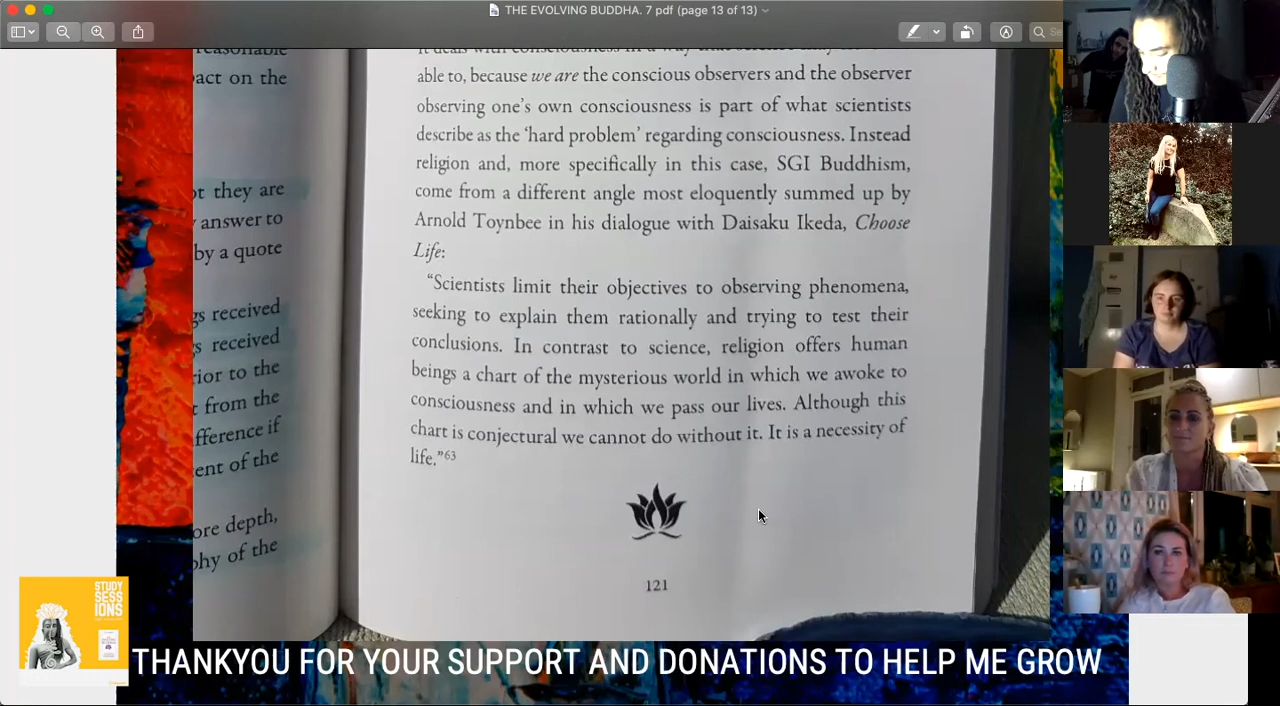 THE EVOLVING BUDDHA. 7 pdf (page 13 of 13)
reasonable
act on the
they are
answer to
by a quote
received
received
ior to the
from the
fference if
ent of the
ore depth,
phy of the
able to, because we are the conscious observers and the observer
observing one's own consciousness is part of what scientists
describe as the 'hard problem' regarding consciousness. Instead
religion and, more specifically in this case, SGI Buddhism,
come from a different angle most eloquently summed up by
Arnold Toynbee in his dialogue with Daisaku Ikeda, Choose
Life:
“Scientists limit their objectives to observing phenomena,
seeking to explain them rationally and trying to test their
conclusions. In contrast to science, religion offers human
beings a chart of the mysterious world in which we awoke to
consciousness and in which we pass our lives. Although this
chart is conjectural we cannot do without it. It is a necessity of
life.”63
121
STUDY
SESS
IONS
THANKYOU FOR YOUR SUPPORT AND DONATIONS TO HELP ME GROW